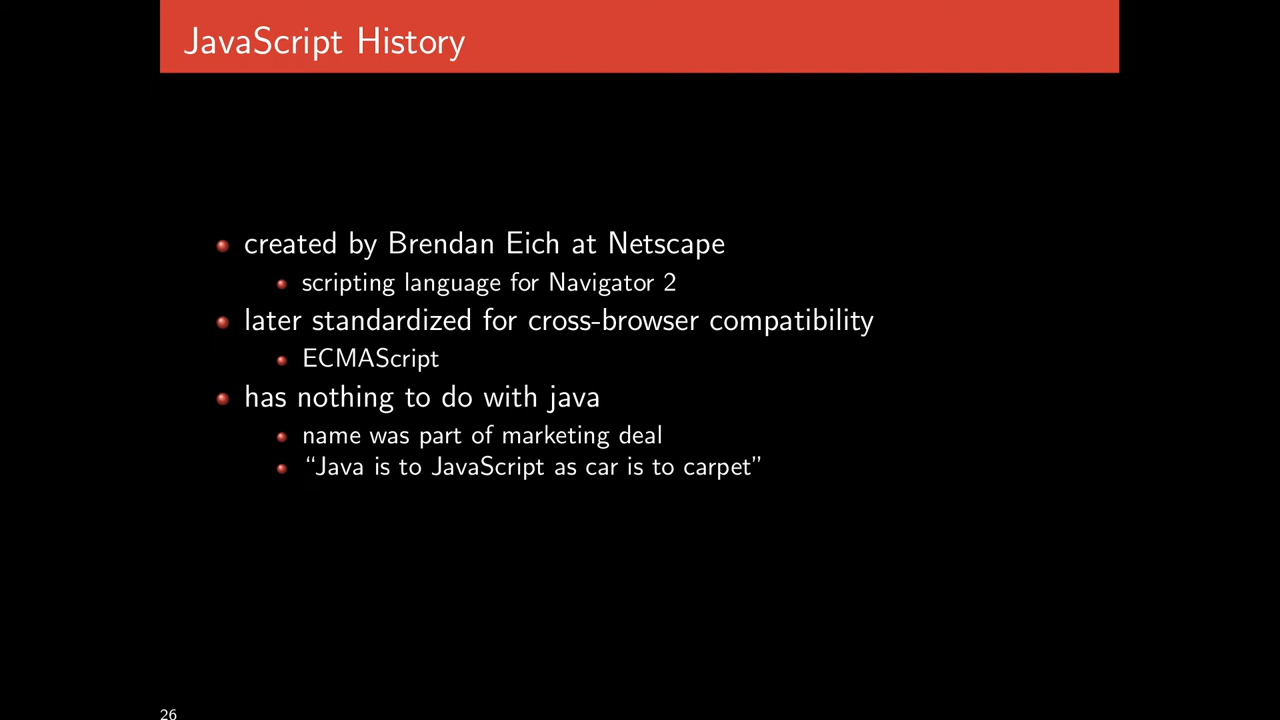 JavaScript History
created by Brendan Eich at Netscape
scripting language for Navigator 2
later standardized for cross-browser compatibility
ECMAScript
has nothing to do with java
name was part of marketing deal
“Java is to JavaScript as car is to carpet”
26